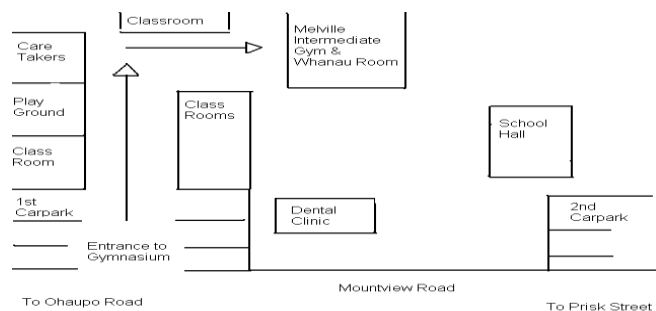 Classroom
Melville
Intermediate
Gym &
Whanau Room
Care
Takers
Play
Ground
Class
Rooms
School
Hall
Class
Room
1st
Carpark
Dental
Clinic
2nd
Carpark
Entrance to
Gymnasium
Mountview Road
To Ohaupo Road
To Prisk Street